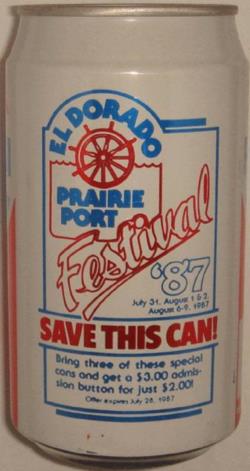 EL DORADO
PRAIRIE
PORT
Festival
'87
July 31, August 1 & 2
August 6-9, 1987
SAVE THIS CAN!
Bring three of these special
cans and get a $3.00 admis-
sion button for just $2.00!
Offer expires July 28, 1987